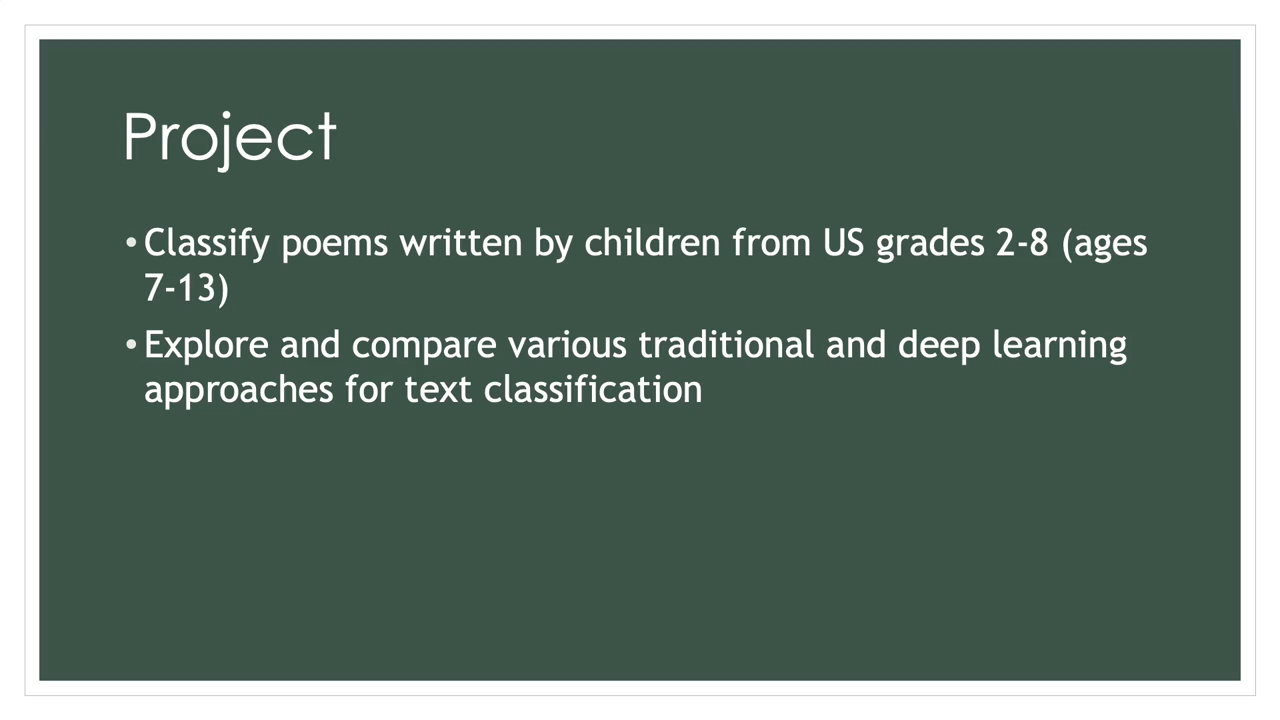 Project
• Classify poems written by children from US grades 2-8 (ages
7-13)
• Explore and compare various traditional and deep learning
approaches for text classification